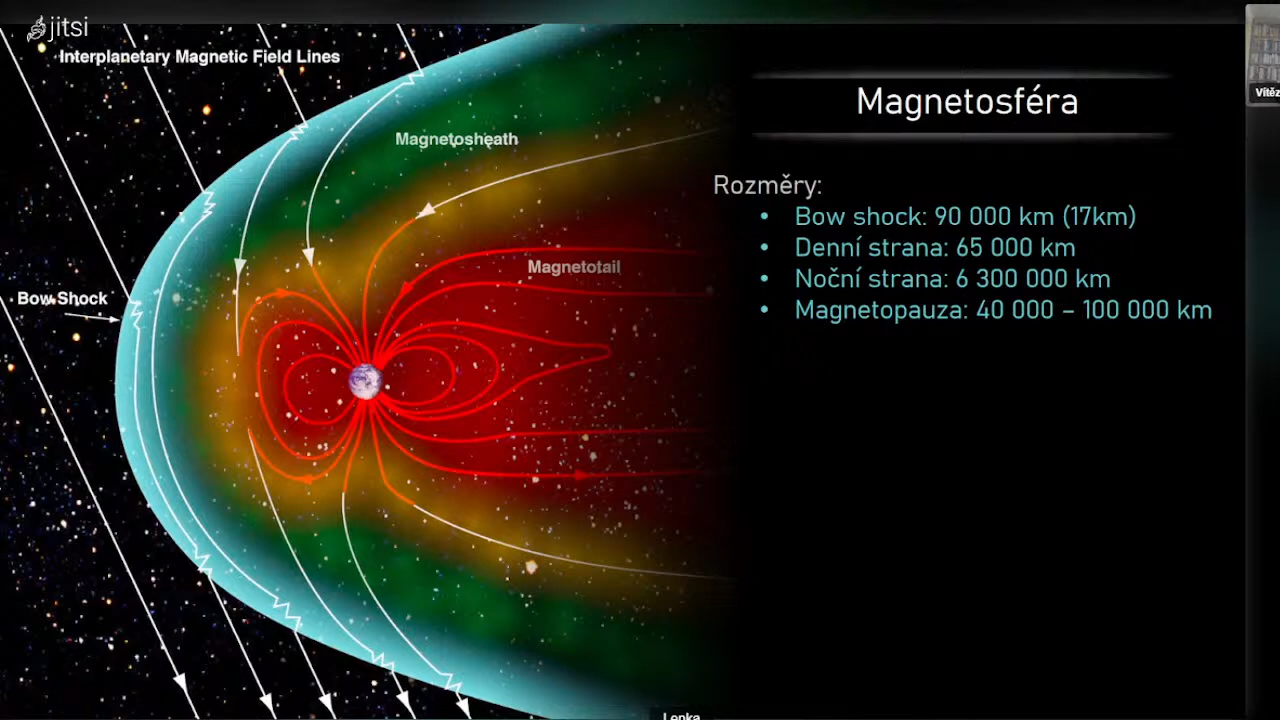 jitsi
Interplanetary Magnetic Field Lines
Magnetosheath
Magnetotail
Bow Shock
Magnetosféra
Rozměry:
• Bow shock: 90 000 km (17km)
• Denní strana: 65 000 km
• Noční strana: 6 300 000 km
• Magnetopauza: 40 000 – 100 000 km
Vítěz
Lenka